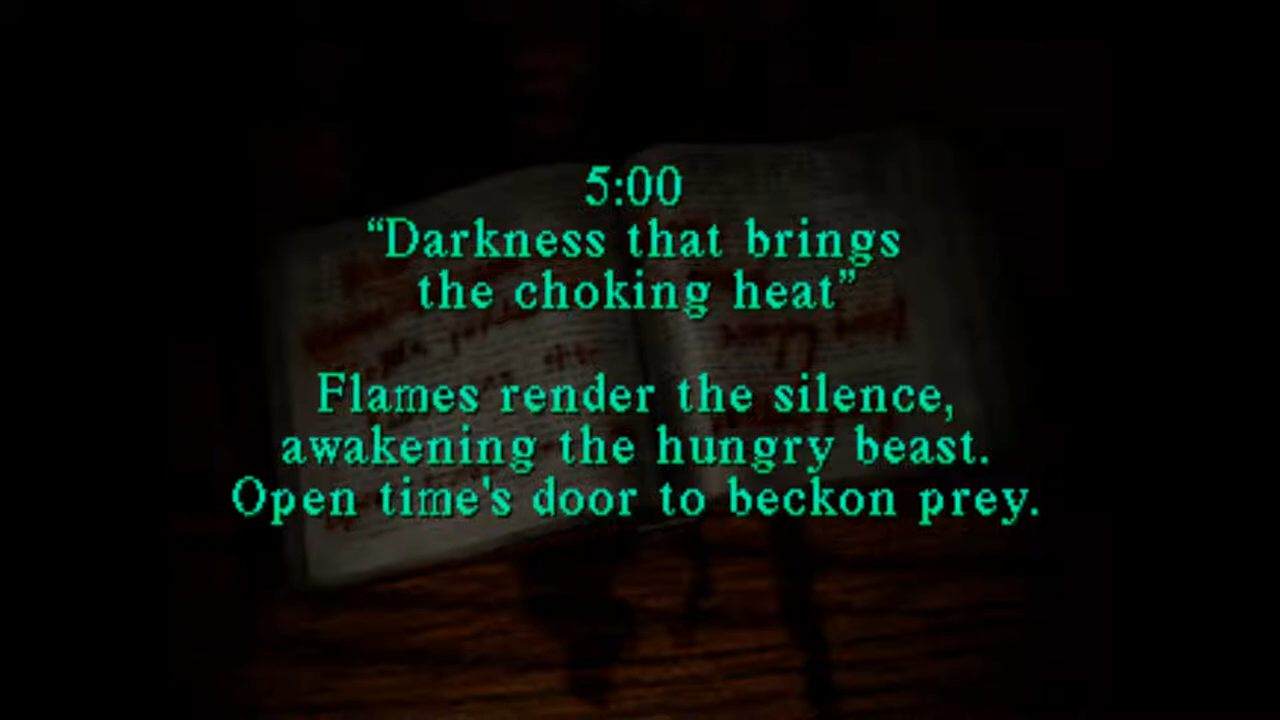 5:00
“Darkness that brings
the choking heat”
Flames render the silence,
awakening the hungry beast.
Open time's door to beckon prey.